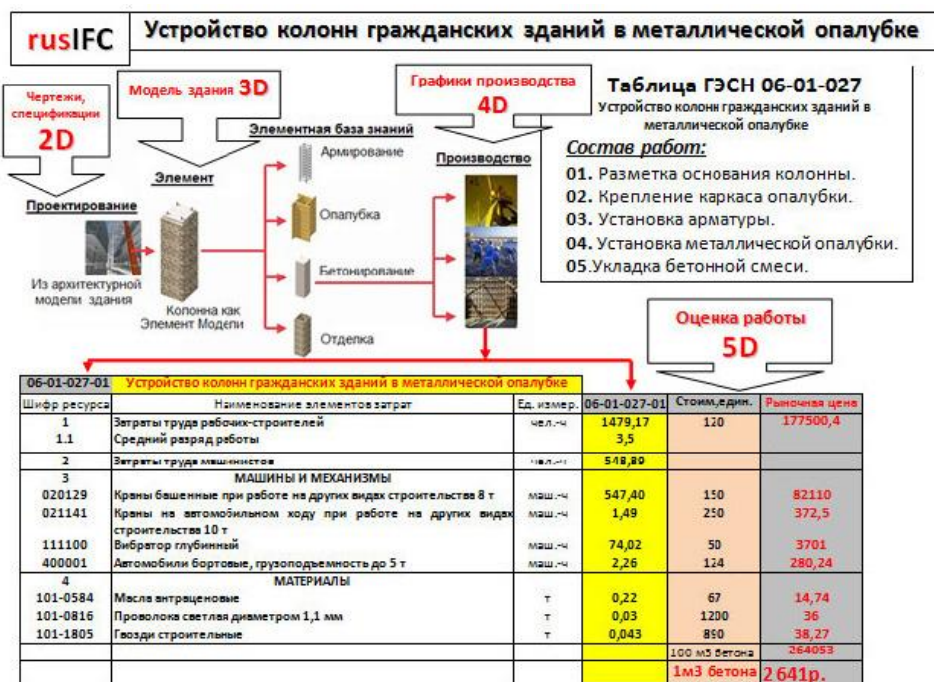 rusIFC
Устройство колонн гражданских зданий в металлической опалубке
Чертежи,
спецификации
2D
Модель здания 3D
Графики производства
4D
Таблица ГЭСН 06-01-027
Устройство колонн гражданских зданий в
металлической опалубке
Состав работ:
01. Разметка основания колонны.
02. Крепление каркаса опалубки.
03. Установка арматуры.
04. Установка металлической опалубки.
05.Укладка бетонной смеси.
Элементная база знаний
Армирование
Опалубка
Бетонирование
Отделка
Производство
Элемент
Колонна как
Элемент Модели
Проектирование
Из архитектурной
модели здания
Оценка работы
5D
06-01-027-01 Устройство колонн гражданских зданий в металлической опалубке
Шифр ресурса Наименование элементов затрат Ед. измер. 06-01-027-01 Стоим,един. Рыночная цена
1 Затраты труда рабочих-строителей чел.-ч 1479,17 120 177500,4
1.1 Средний разряд работы 3,5
2 Затраты труда машинистов чел.-ч 548,89
3 МАШИНЫ И МЕХАНИЗМЫ
020129 Краны башенные при работе на других видах строительства 8 т маш.-ч 547,40 150 82110
021141 Краны на автомобильном ходу при работе на других видах маш.-ч 1,49 250 372,5
строительства 10 т
111100 Вибратор глубинный маш.-ч 74,02 50 3701
400001 Автомобили бортовые, грузоподъемность до 5 т маш.-ч 2,26 124 280,24
4 МАТЕРИАЛЫ
101-0584 Масла антраценовые т 0,22 67 14,74
101-0816 Проволока светлая диаметром 1,1 мм т 0,03 1200 36
101-1805 Гвозди строительные т 0,043 890 38,27
100 м3 бетона 264053
1м3 бетона 2 641р.